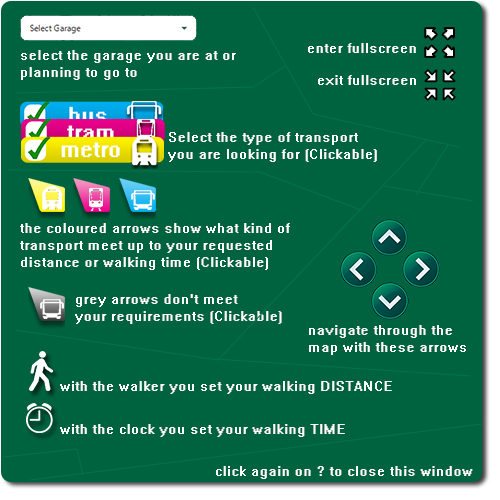 Select Garage
select the garage you are at or
planning to go to
enter fullscreen
exit fullscreen
bus
tram
metro
Select the type of transport
you are looking for (Clickable)
the coloured arrows show what kind of
transport meet up to your requested
distance or walking time (Clickable)
grey arrows don't meet
your requirements (Clickable)
navigate through the
map with these arrows
with the walker you set your walking DISTANCE
with the clock you set your walking TIME
click again on ? to close this window